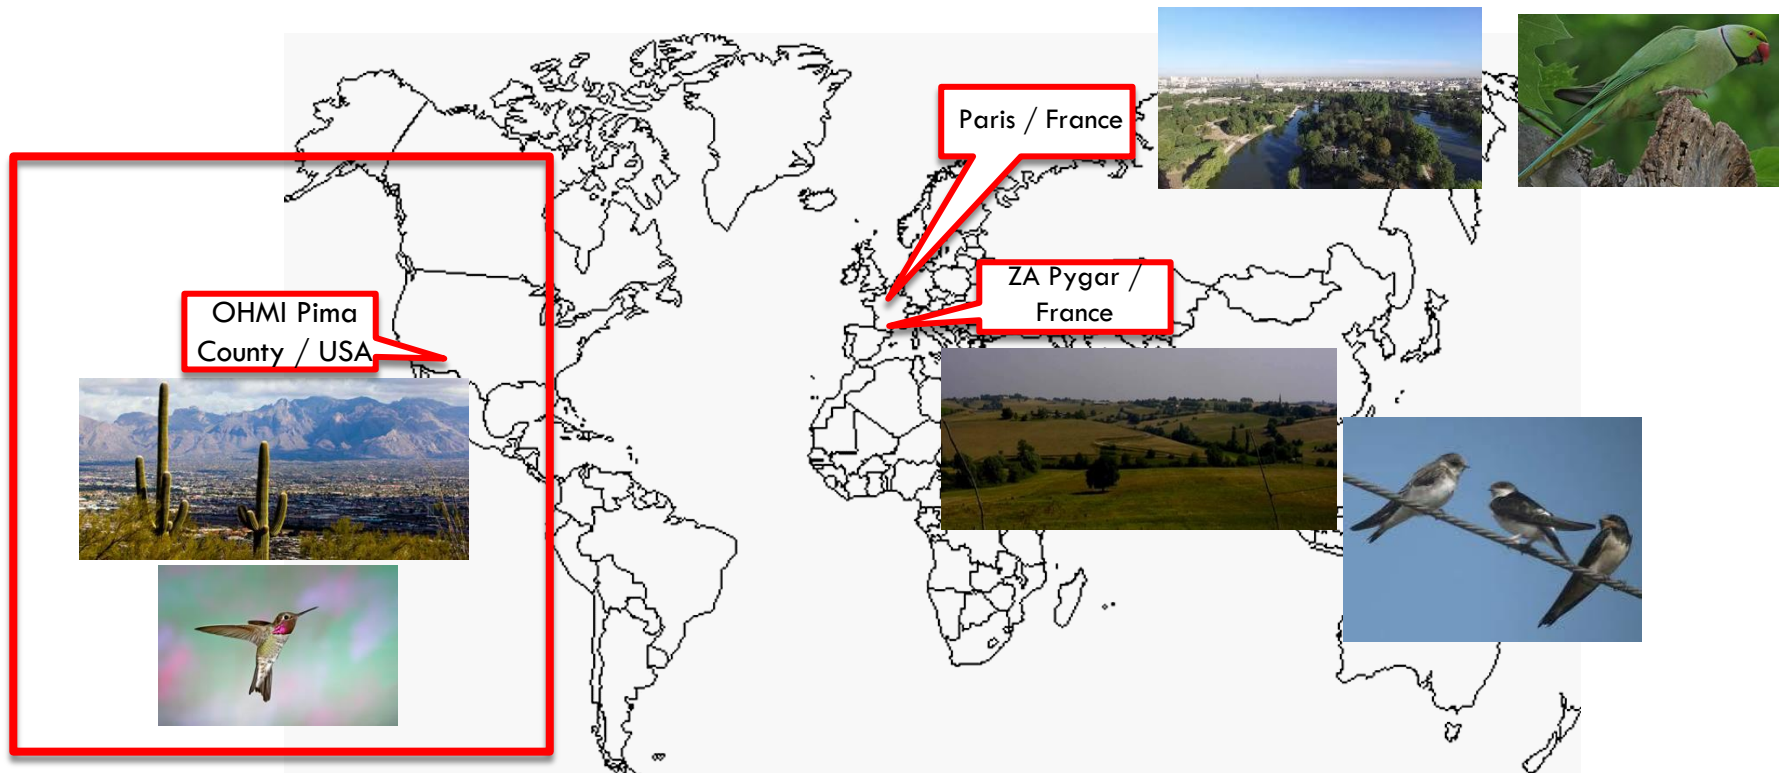 Paris / France
ZA Pygar /
France
OHMI Pima
County / USA